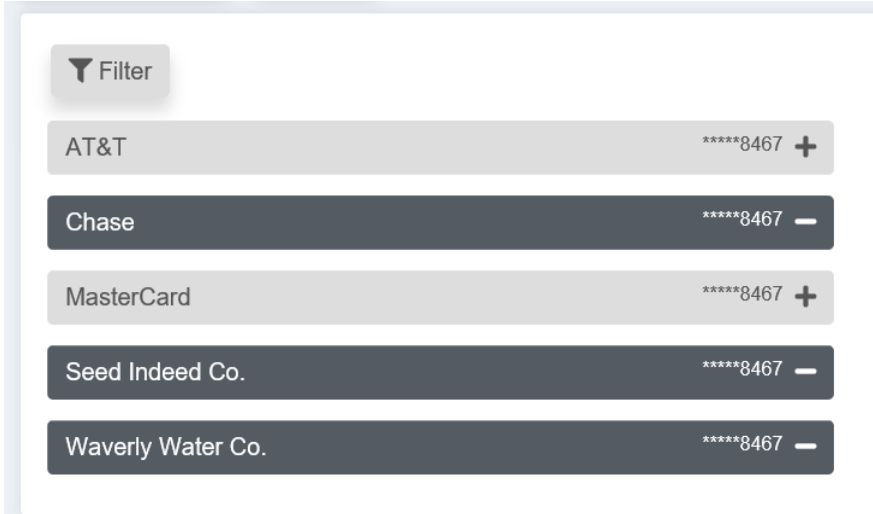 Filter
AT&T *****8467
Chase *****8467
MasterCard *****8467
Seed Indeed Co. *****8467
Waverly Water Co. *****8467